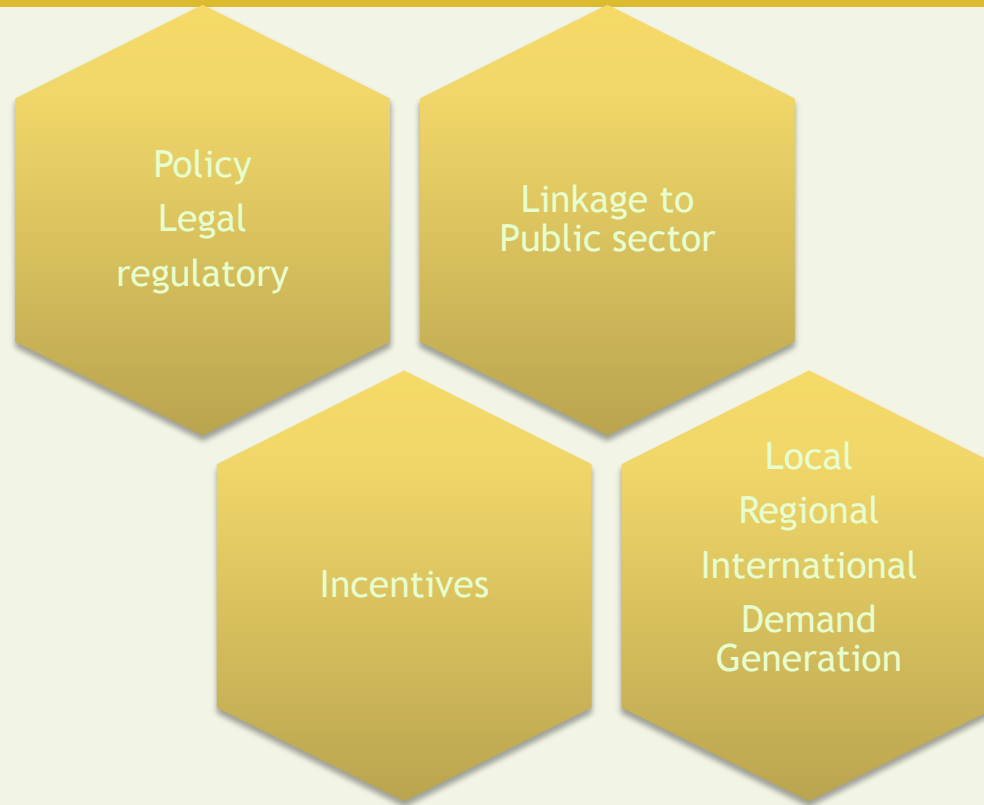 Policy
Legal
regulatory
Linkage to
Public sector
Incentives
Local
Regional
International
Demand
Generation